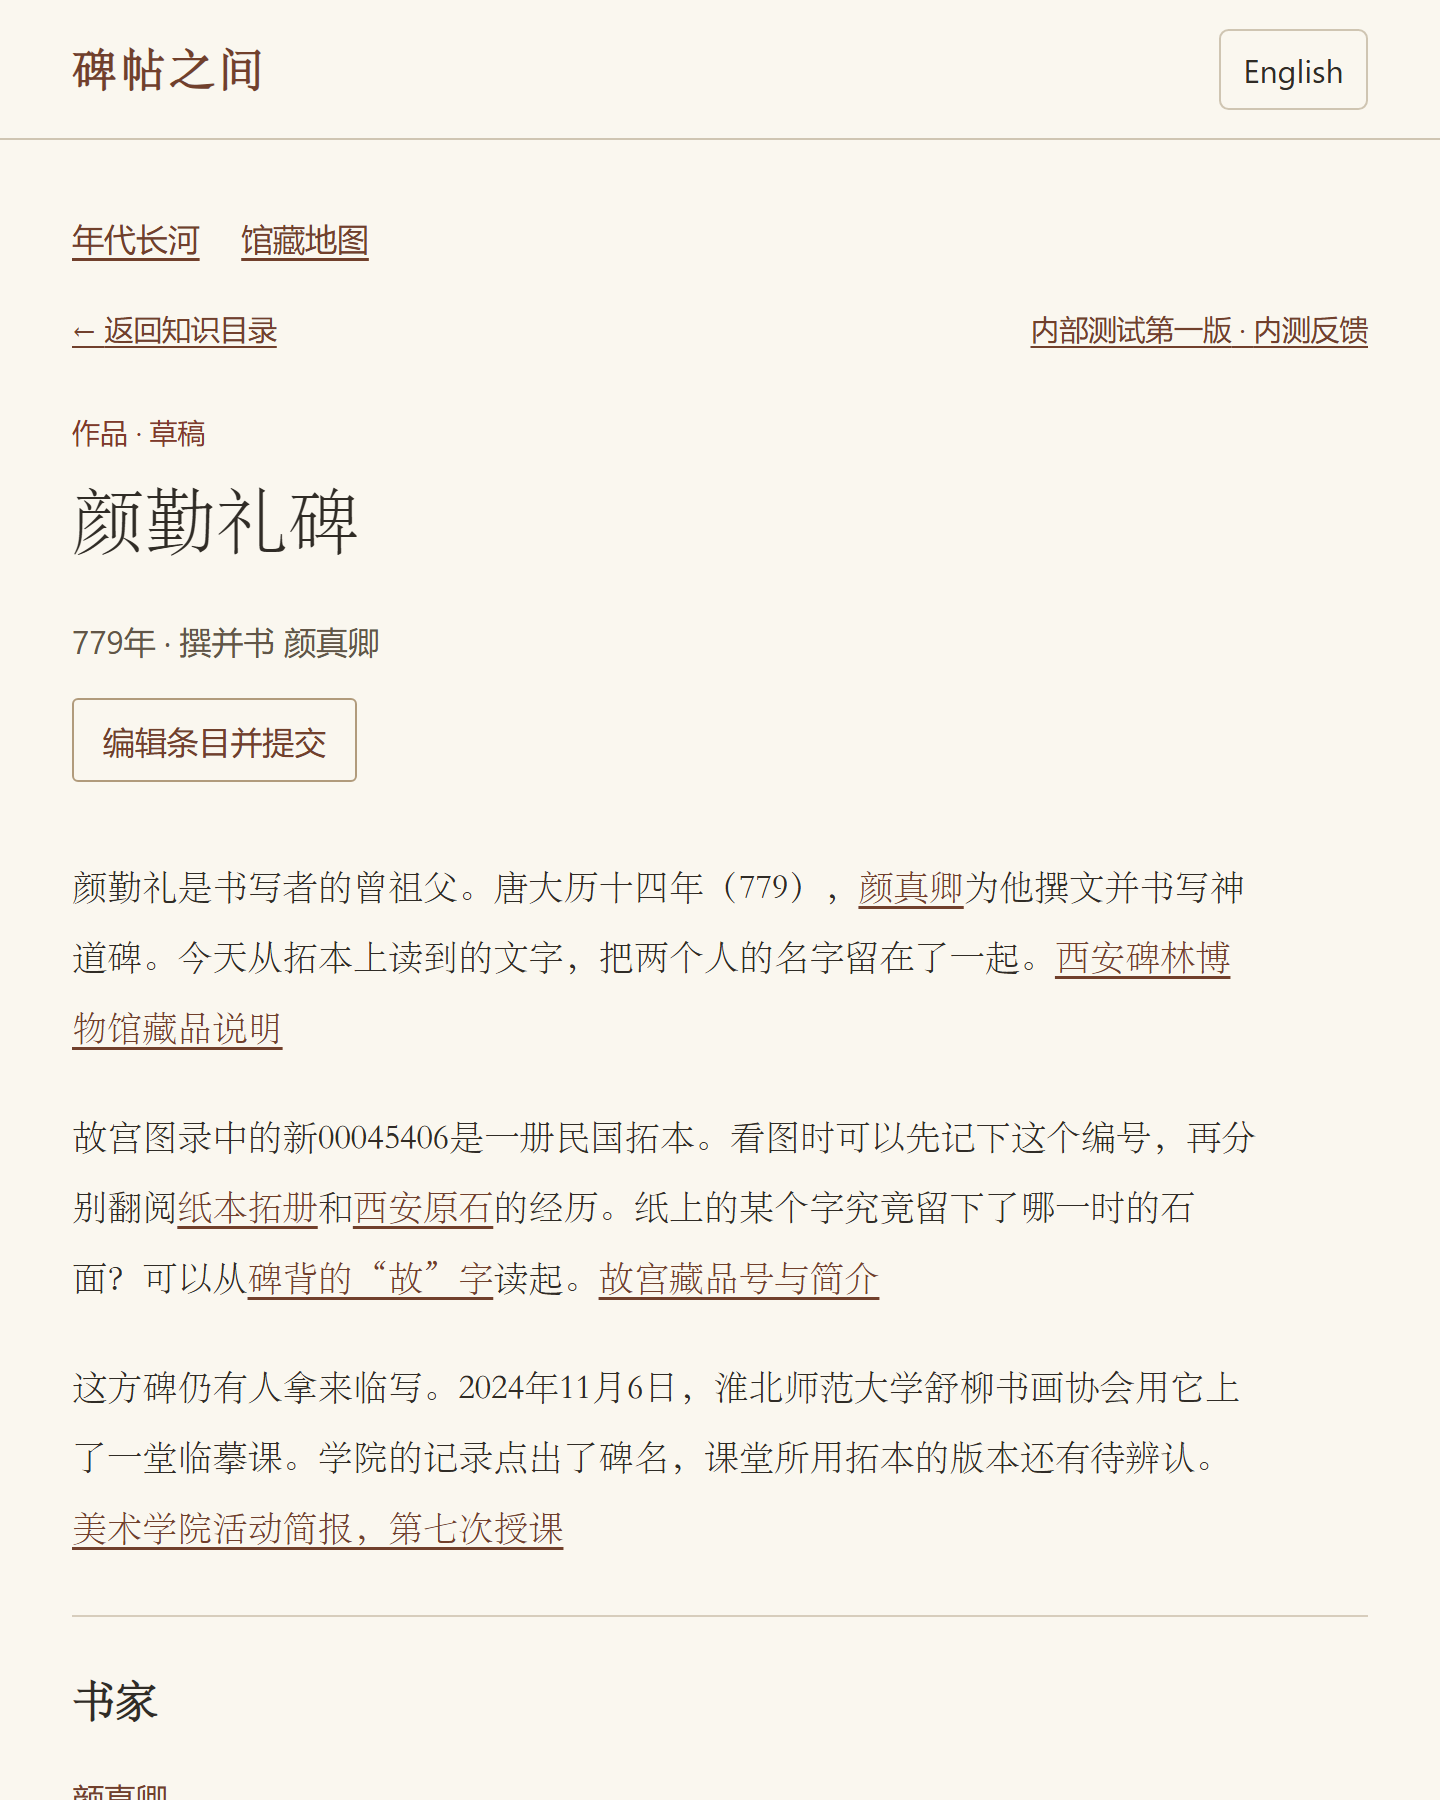 碑帖之间
English
年代长河 馆藏地图
← 返回知识目录
内部测试第一版 · 内测反馈
作品 · 草稿
颜勤礼碑
779年 · 撰并书 颜真卿
编辑条目并提交
颜勤礼是书写者的曾祖父。唐大历十四年（779），颜真卿为他撰文并书写神
道碑。今天从拓本上读到的文字，把两个人的名字留在了一起。西安碑林博
物馆藏品说明
故宫图录中的新00045406是一册民国拓本。看图时可以先记下这个编号，再分
别翻阅纸本拓册和西安原石的经历。纸上的某个字究竟留下了哪一时的石
面？可以从碑背的“故”字读起。故宫藏品号与简介
这方碑仍有人拿来临写。2024年11月6日，淮北师范大学舒柳书画协会用它上
了一堂临摹课。学院的记录点出了碑名，课堂所用拓本的版本还有待辨认。
美术学院活动简报，第七次授课
书家
颜真卿